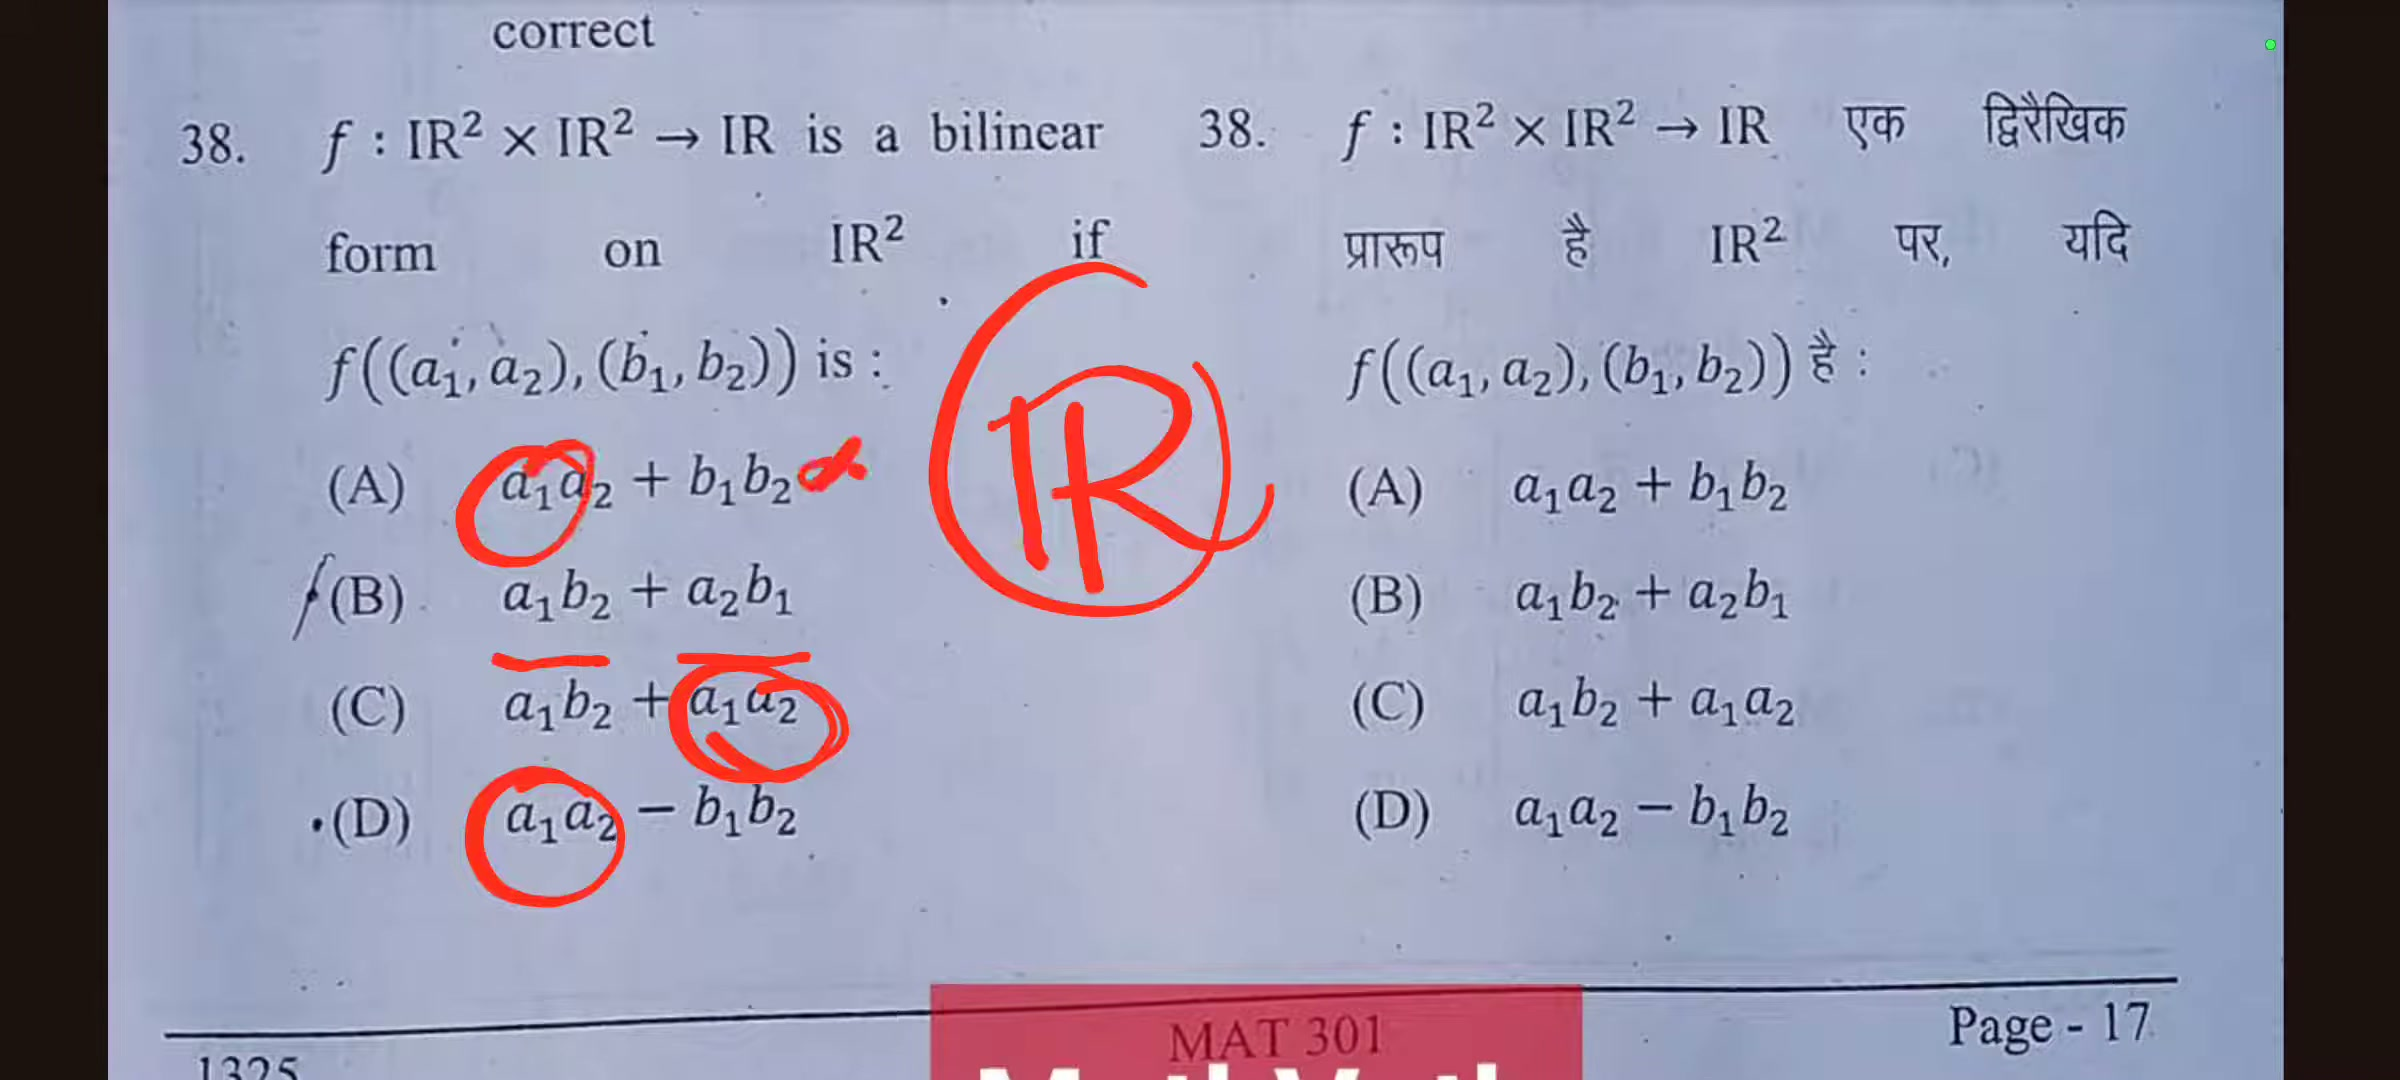 correct
38. f : IR² × IR² → IR is a bilinear
form on IR² if
f((a₁, a₂), (b₁, b₂)) is :
(A) a₁a₂ + b₁b₂
(B) a₁b₂ + a₂b₁
(C) a₁b₂ + a₁a₂
(D) a₁a₂ − b₁b₂
IR
38. f : IR² × IR² → IR एक द्विरैखिक
प्रारूप है IR² पर, यदि
f((a₁, a₂), (b₁, b₂)) है :
(A) a₁a₂ + b₁b₂
(B) a₁b₂ + a₂b₁
(C) a₁b₂ + a₁a₂
(D) a₁a₂ − b₁b₂
1325
MAT 301
Page - 17